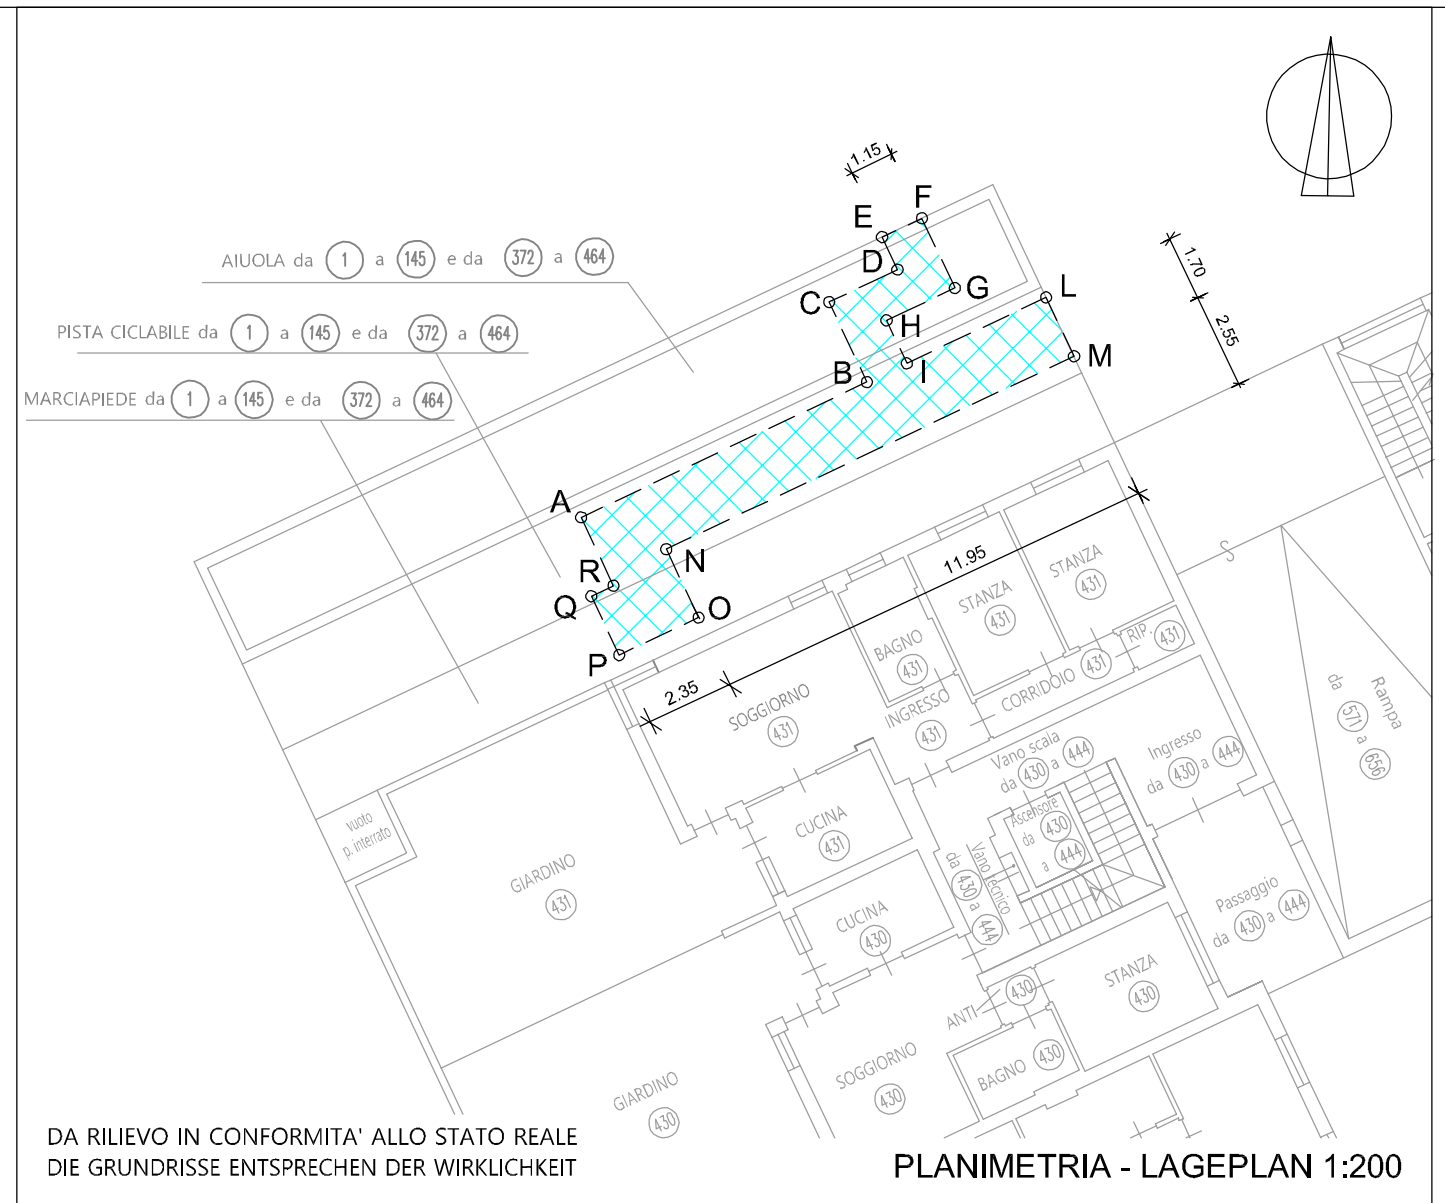 1.15
F
E
D
C
G
L
H
I
B
M
1.70
2.55
AIUOLA da 1 a 145 e da 372 a 464
PISTA CICLABILE da 1 a 145 e da 372 a 464
MARCIAPIEDE da 1 a 145 e da 372 a 464
A
R
N
Q
O
P
11.95
2.35
STANZA
431
STANZA
431
BAGNO
431
RIP. 431
CORRIDOIO 431
INGRESSO
431
SOGGIORNO
431
Vano scala
da 430 a 444
Ingresso
da 430 a 444
Rampa
da 571 a 656
Ascensore
da 430
a 444
CUCINA
431
Vano tecnico
da 430 a 444
vuoto
p. interrato
GIARDINO
431
CUCINA
430
Passaggio
da 430 a 444
STANZA
430
ANTI 430
BAGNO 430
SOGGIORNO
430
GIARDINO
430
DA RILIEVO IN CONFORMITA' ALLO STATO REALE
DIE GRUNDRISSE ENTSPRECHEN DER WIRKLICHKEIT
PLANIMETRIA - LAGEPLAN 1:200